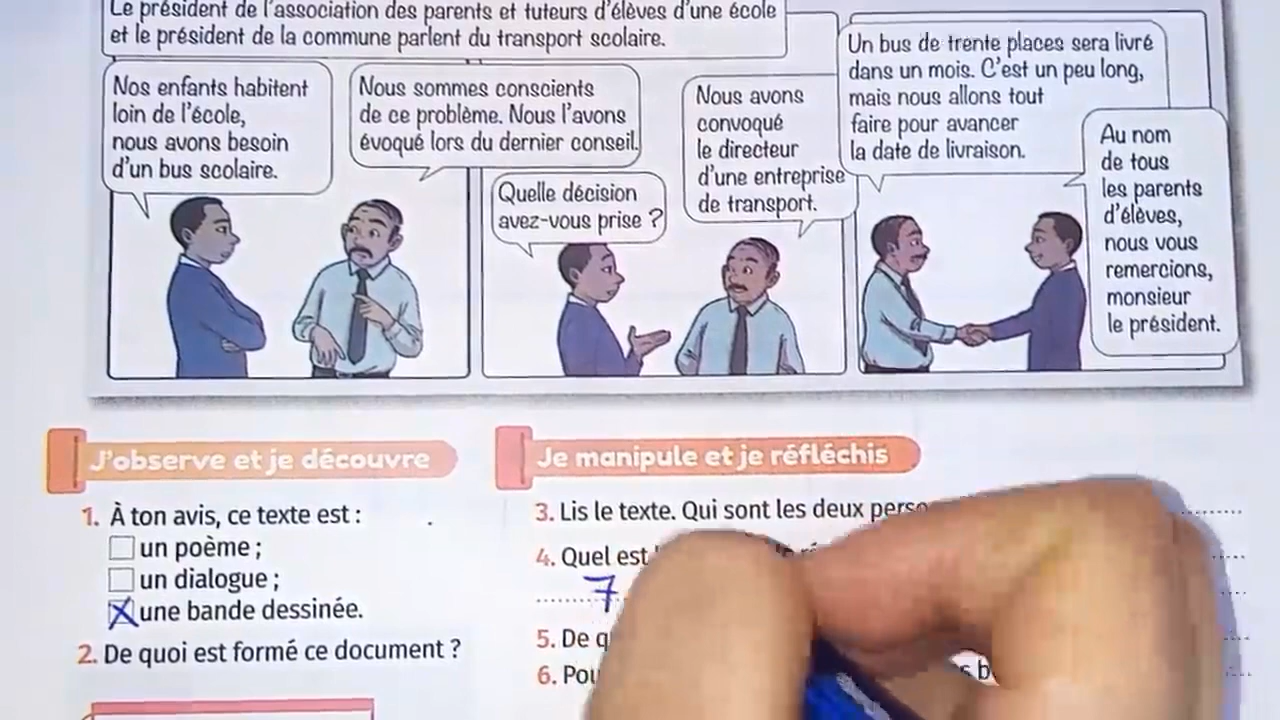 Le président de l'association des parents et tuteurs d'élèves d'une école
et le président de la commune parlent du transport scolaire.
Nos enfants habitent
loin de l'école,
nous avons besoin
d'un bus scolaire.
Nous sommes conscients
de ce problème. Nous l'avons
évoqué lors du dernier conseil.
Quelle décision
avez-vous prise ?
Nous avons
convoqué
le directeur
d'une entreprise
de transport.
Un bus de trente places sera livré
dans un mois. C'est un peu long,
mais nous allons tout
faire pour avancer
la date de livraison.
Au nom
de tous
les parents
d'élèves,
nous vous
remercions,
monsieur
le président.
J'observe et je découvre
1. À ton avis, ce texte est :
un poème ;
un dialogue ;
X une bande dessinée.
2. De quoi est formé ce document ?
Je manipule et je réfléchis
3. Lis le texte. Qui sont les deux
4. Quel est
7
5. De
6.